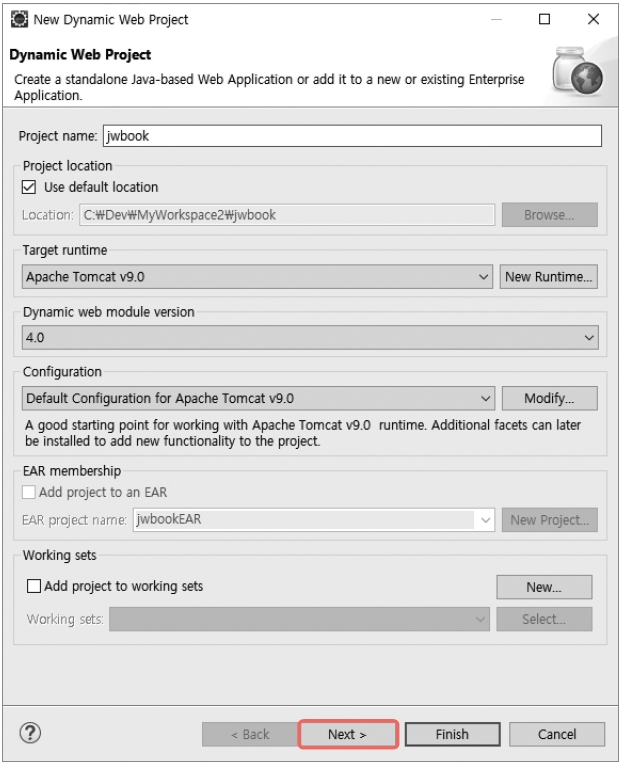 New Dynamic Web Project
Dynamic Web Project
Create a standalone Java-based Web Application or add it to a new or existing Enterprise
Application.
Project name: jwbook
Project location
Use default location
Location: C:₩Dev₩MyWorkspace2₩jwbook Browse...
Target runtime
Apache Tomcat v9.0 New Runtime...
Dynamic web module version
4.0
Configuration
Default Configuration for Apache Tomcat v9.0 Modify...
A good starting point for working with Apache Tomcat v9.0 runtime. Additional facets can later
be installed to add new functionality to the project.
EAR membership
Add project to an EAR
EAR project name: jwbookEAR New Project...
Working sets
Add project to working sets New...
Working sets: Select...
? < Back Next > Finish Cancel